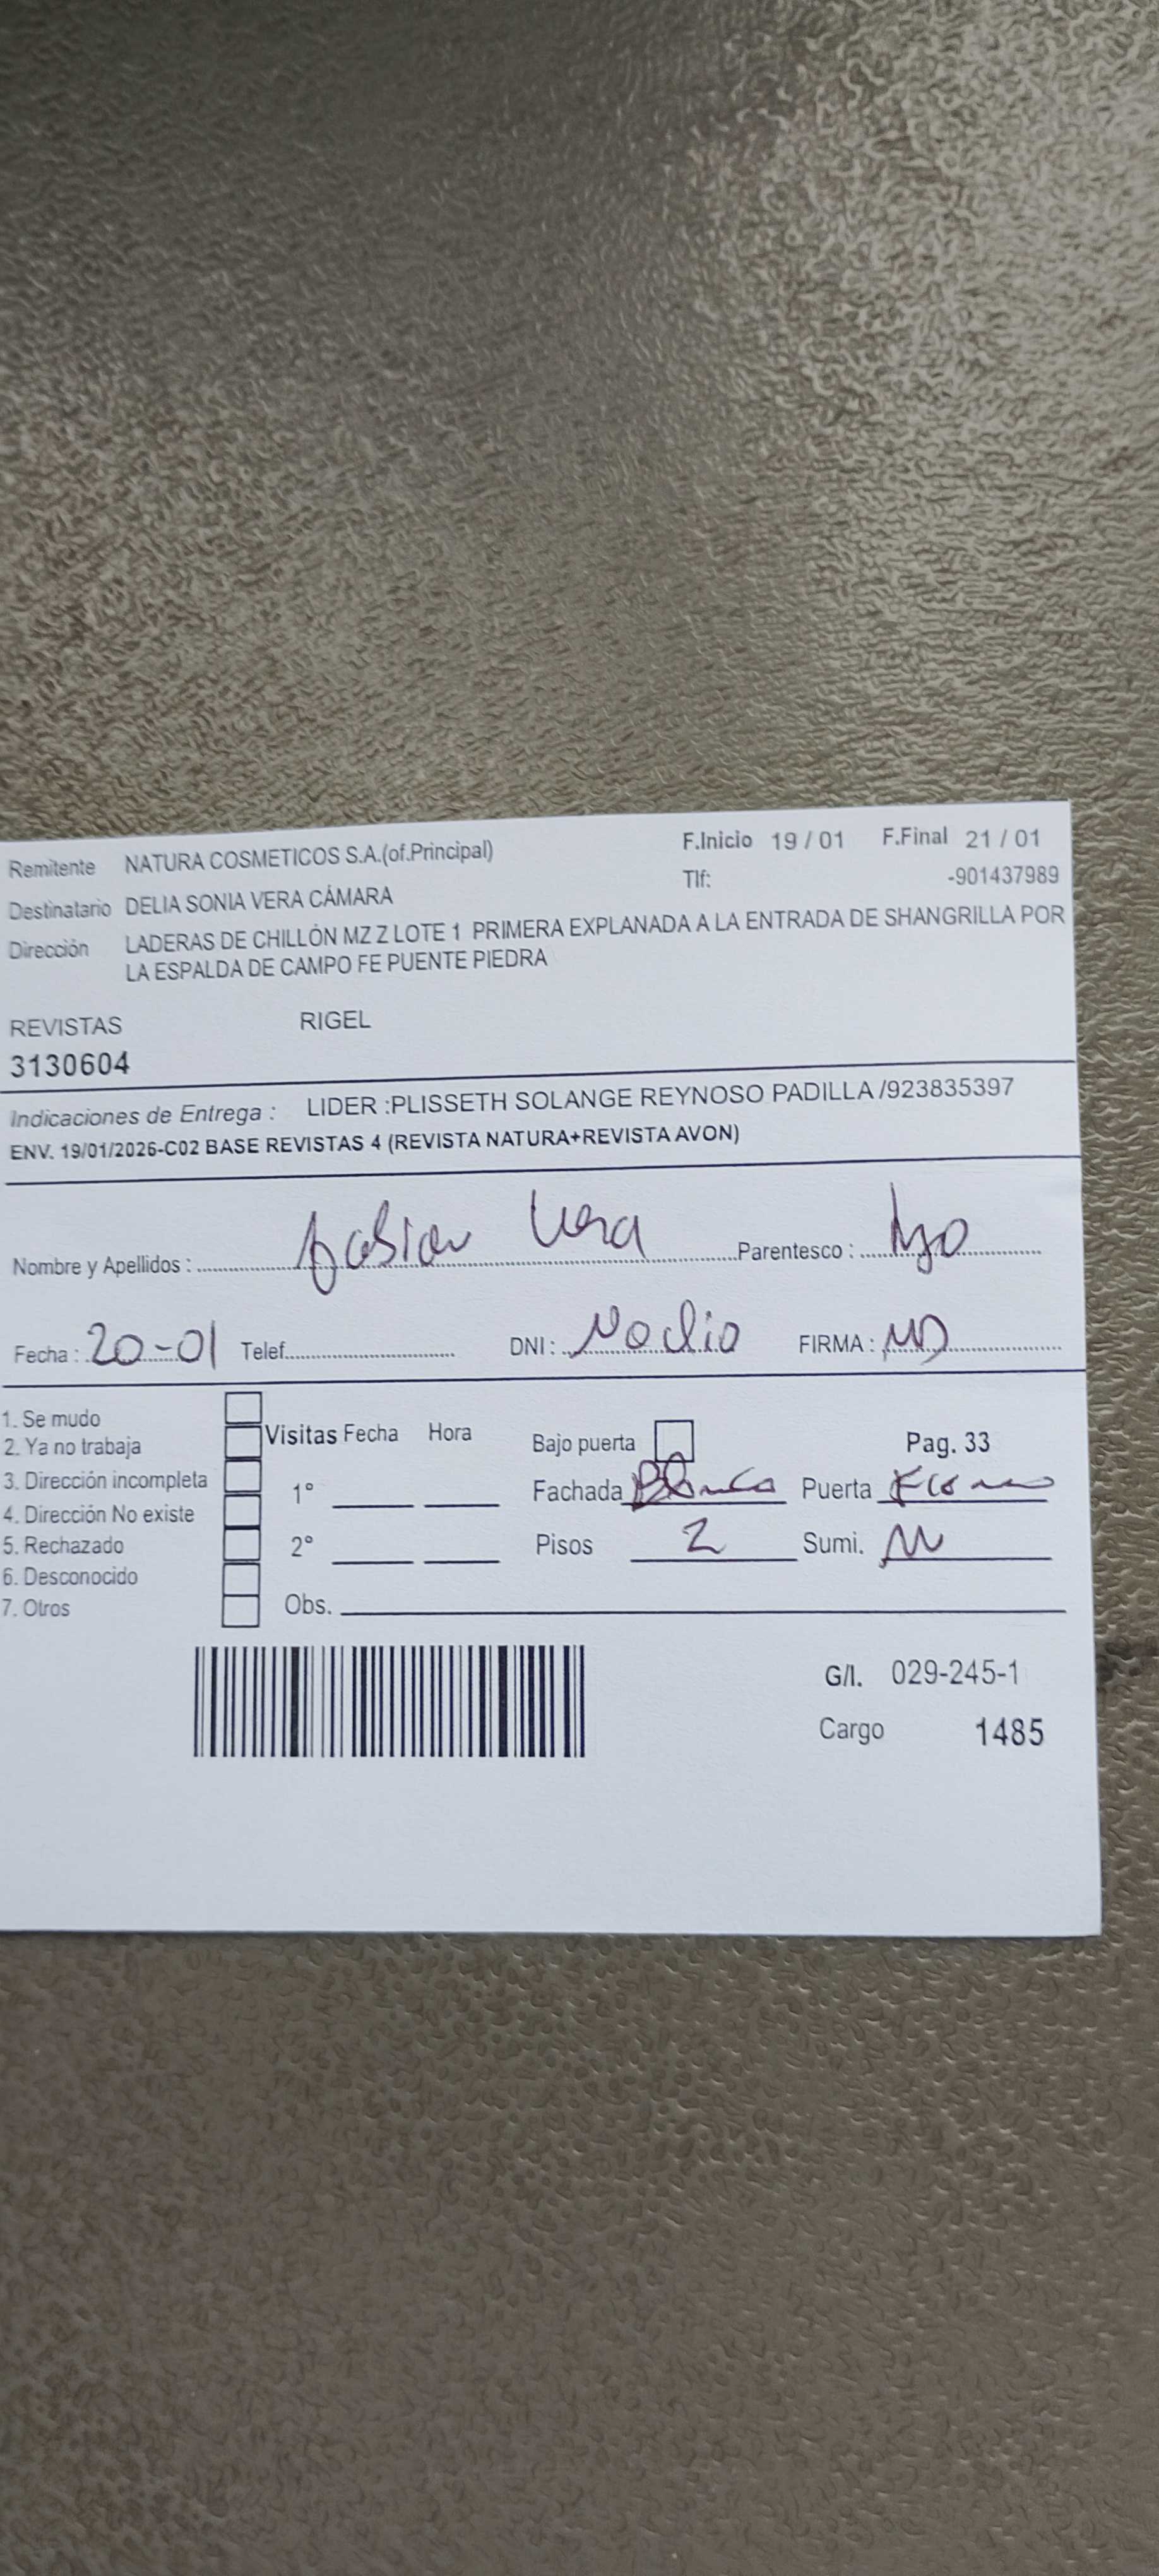 Remitente NATURA COSMETICOS S.A.(of.Principal) F.Inicio 19 / 01 F.Final 21 / 01
Destinatario DELIA SONIA VERA CÁMARA Tlf: -901437989
Dirección LADERAS DE CHILLÓN MZ Z LOTE 1 PRIMERA EXPLANADA A LA ENTRADA DE SHANGRILLA POR
LA ESPALDA DE CAMPO FE PUENTE PIEDRA
REVISTAS RIGEL
3130604
Indicaciones de Entrega : LIDER :PLISSETH SOLANGE REYNOSO PADILLA /923835397
ENV. 19/01/2026-C02 BASE REVISTAS 4 (REVISTA NATURA+REVISTA AVON)
Nombre y Apellidos : Fabian Vera Parentesco :
Fecha : 20-01 Telef. DNI : No dio FIRMA : ND
1. Se mudo
2. Ya no trabaja
3. Dirección incompleta
4. Dirección No existe
5. Rechazado
6. Desconocido
7. Otros
Visitas Fecha Hora
1°
2°
Obs.
Bajo puerta Pag. 33
Fachada Blanca Puerta
Pisos 2 Sumi.
G/I. 029-245-1
Cargo 1485